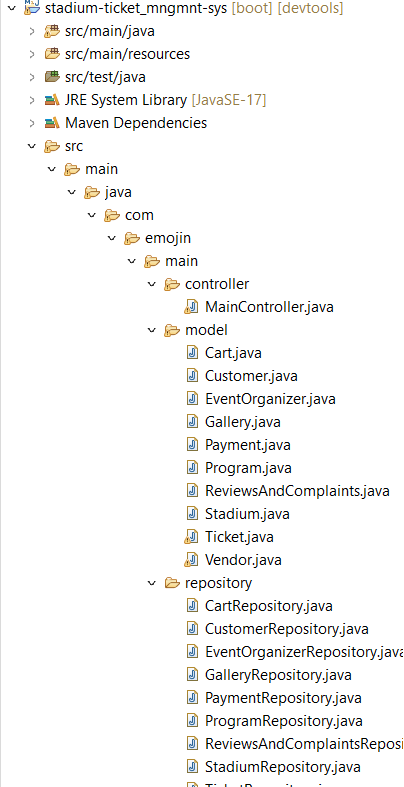 stadium-ticket_mngmnt-sys [boot] [devtools]
src/main/java
src/main/resources
src/test/java
JRE System Library [JavaSE-17]
Maven Dependencies
src
main
java
com
emojin
main
controller
MainController.java
model
Cart.java
Customer.java
EventOrganizer.java
Gallery.java
Payment.java
Program.java
ReviewsAndComplaints.java
Stadium.java
Ticket.java
Vendor.java
repository
CartRepository.java
CustomerRepository.java
EventOrganizerRepository.java
GalleryRepository.java
PaymentRepository.java
ProgramRepository.java
ReviewsAndComplaintsReposi
StadiumRepository.java